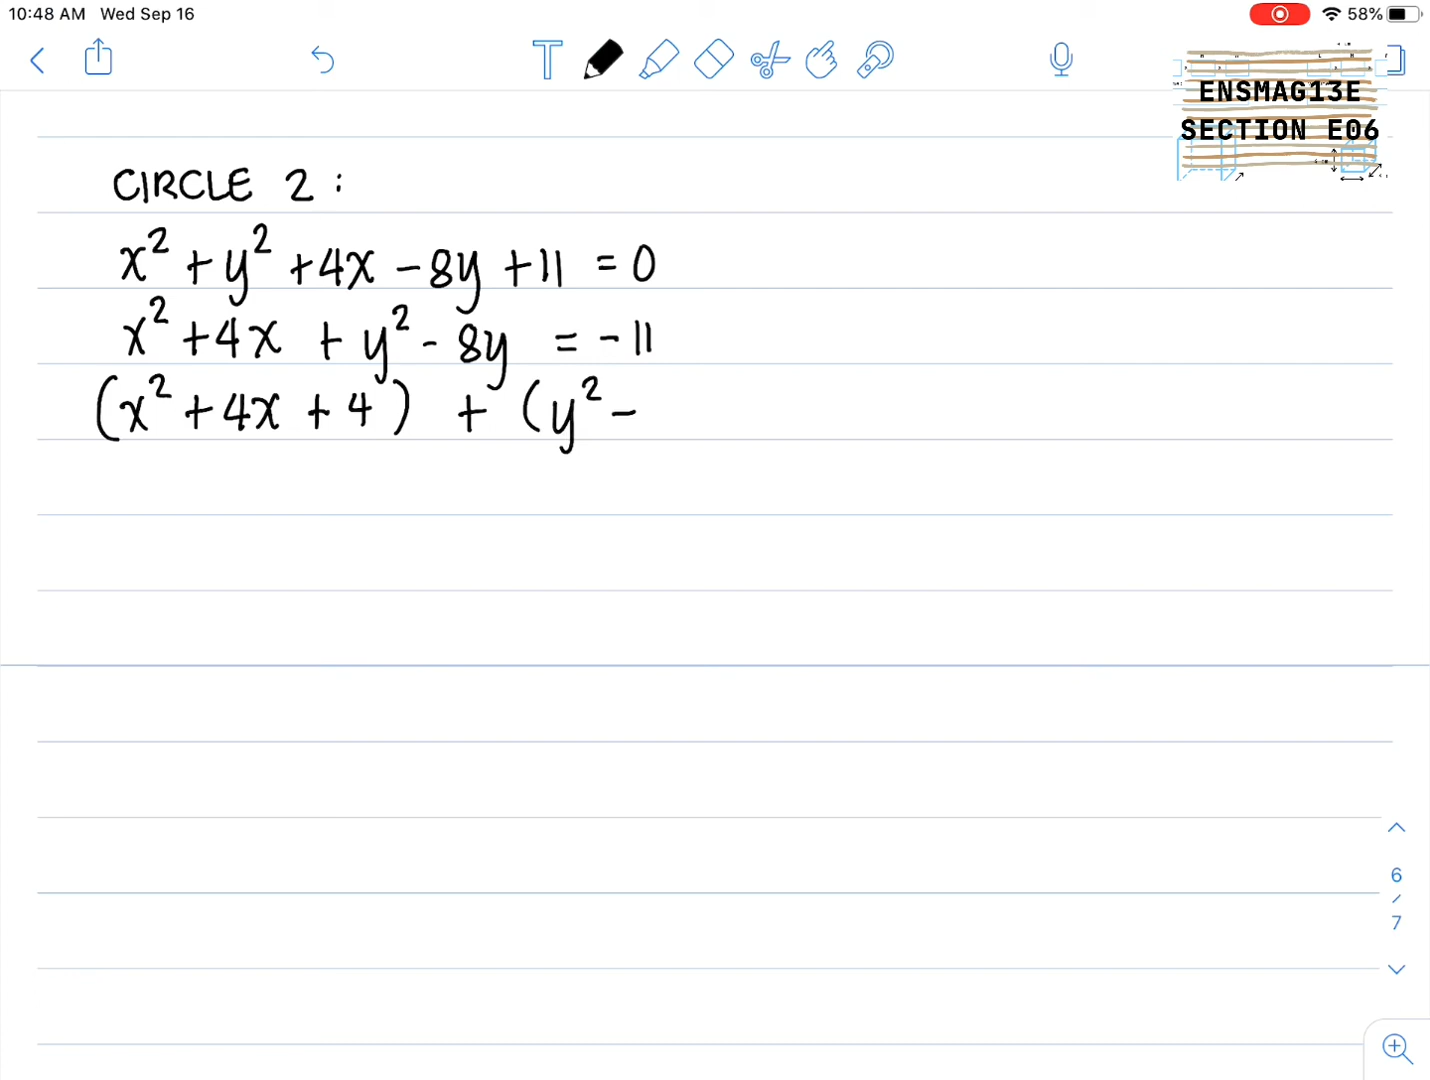 10:48 AM Wed Sep 16
58%
ENSMAG13E
SECTION E06
CIRCLE 2 :
x² + y² + 4x - 8y + 11 = 0
x² + 4x + y² - 8y = - 11
(x² + 4x + 4) + (y² -
6
/
7